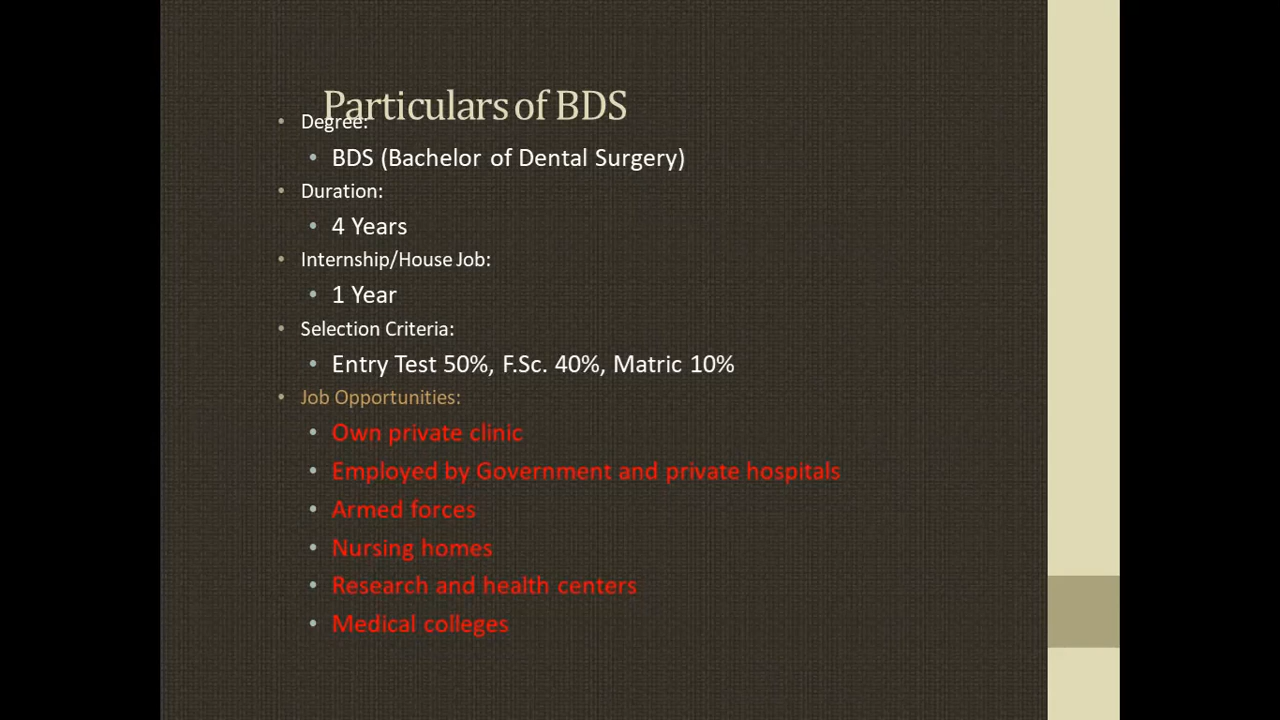 Particulars of BDS
• Degree:
• BDS (Bachelor of Dental Surgery)
• Duration:
• 4 Years
• Internship/House Job:
• 1 Year
• Selection Criteria:
• Entry Test 50%, F.Sc. 40%, Matric 10%
• Job Opportunities:
• Own private clinic
• Employed by Government and private hospitals
• Armed forces
• Nursing homes
• Research and health centers
• Medical colleges